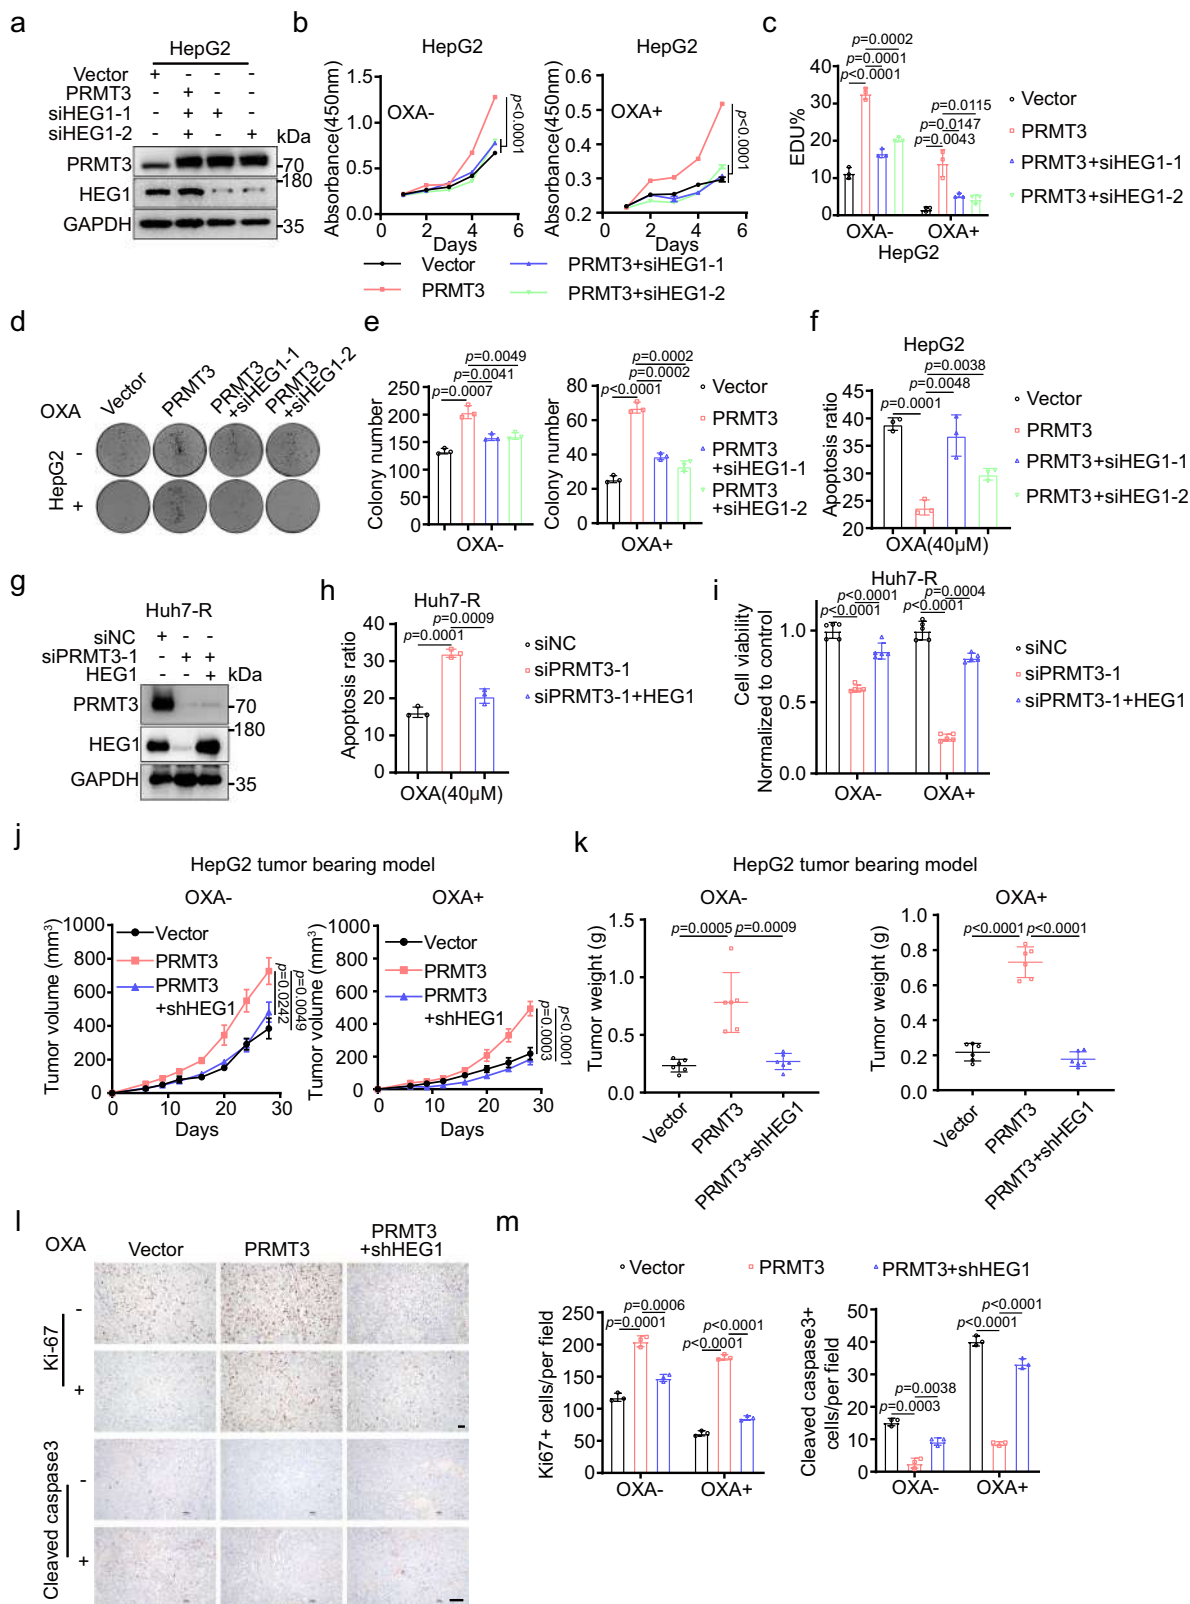 a
HepG2
Vector + - - -
PRMT3 - + - -
siHEG1-1 - + + -
siHEG1-2 - + - + kDa
PRMT3 -70
-180
HEG1
GAPDH -35
b
HepG2
Absorbance(450nm)
1.5
1.0
0.5
0.0
OXA-
p<0.0001
0 2 4 6
Days
HepG2
Absorbance(450nm)
0.6
0.5
0.4
0.3
0.2
OXA+
p<0.0001
0 2 4 6
Days
Vector
PRMT3
PRMT3+siHEG1-1
PRMT3+siHEG1-2
c
EDU%
40
30
20
10
0
p=0.0002
p=0.0001
p<0.0001
p=0.0115
p=0.0147
p=0.0043
OXA- OXA+
HepG2
Vector
PRMT3
PRMT3+siHEG1-1
PRMT3+siHEG1-2
d
OXA
Vector
PRMT3
PRMT3
+siHEG1-1
PRMT3
+siHEG1-2
HepG2
-
+
e
Colony number
250
200
150
100
50
0
p=0.0049
p=0.0041
p=0.0007
OXA-
Colony number
80
60
40
20
0
p=0.0002
p=0.0002
p<0.0001
OXA+
Vector
PRMT3
PRMT3
+siHEG1-1
PRMT3
+siHEG1-2
f
HepG2
Apoptosis ratio
45
40
35
30
25
20
p=0.0038
p=0.0048
p=0.0001
OXA(40μM)
Vector
PRMT3
PRMT3+siHEG1-1
PRMT3+siHEG1-2
g
Huh7-R
siNC + - -
siPRMT3-1 - + +
HEG1 - - + kDa
PRMT3 -70
-180
HEG1
GAPDH -35
h
Huh7-R
Apoptosis ratio
40
30
20
10
0
p=0.0009
p=0.0001
OXA(40μM)
siNC
siPRMT3-1
siPRMT3-1+HEG1
i
Huh7-R
Cell viability
Normalized to control
1.0
0.5
0.0
p<0.0001
p<0.0001
p=0.0004
p<0.0001
OXA- OXA+
siNC
siPRMT3-1
siPRMT3-1+HEG1
j
HepG2 tumor bearing model
OXA-
Tumor volume (mm³)
1000
800
600
400
200
0
Vector
PRMT3
PRMT3
+shHEG1
p=0.0049
p=0.0242
0 10 20 30
Days
OXA+
Tumor volume (mm³)
1000
800
600
400
200
0
Vector
PRMT3
PRMT3
+shHEG1
p<0.0001
p=0.0003
0 10 20 30
Days
k
HepG2 tumor bearing model
OXA-
Tumor weight (g)
1.5
1.0
0.5
0.0
p=0.0005 p=0.0009
Vector
PRMT3
PRMT3+shHEG1
OXA+
Tumor weight (g)
1.0
0.8
0.6
0.4
0.2
0.0
p<0.0001 p<0.0001
Vector
PRMT3
PRMT3+shHEG1
l
OXA
Vector
PRMT3
PRMT3
+shHEG1
Ki-67
-
+
Cleaved caspase3
-
+
m
Vector
PRMT3
PRMT3+shHEG1
Ki67+ cells/per field
250
200
150
100
50
0
p=0.0006
p=0.0001
p<0.0001
p<0.0001
OXA- OXA+
Cleaved caspase3+
cells/per field
50
40
30
20
10
0
p=0.0038
p=0.0003
p<0.0001
p<0.0001
OXA- OXA+